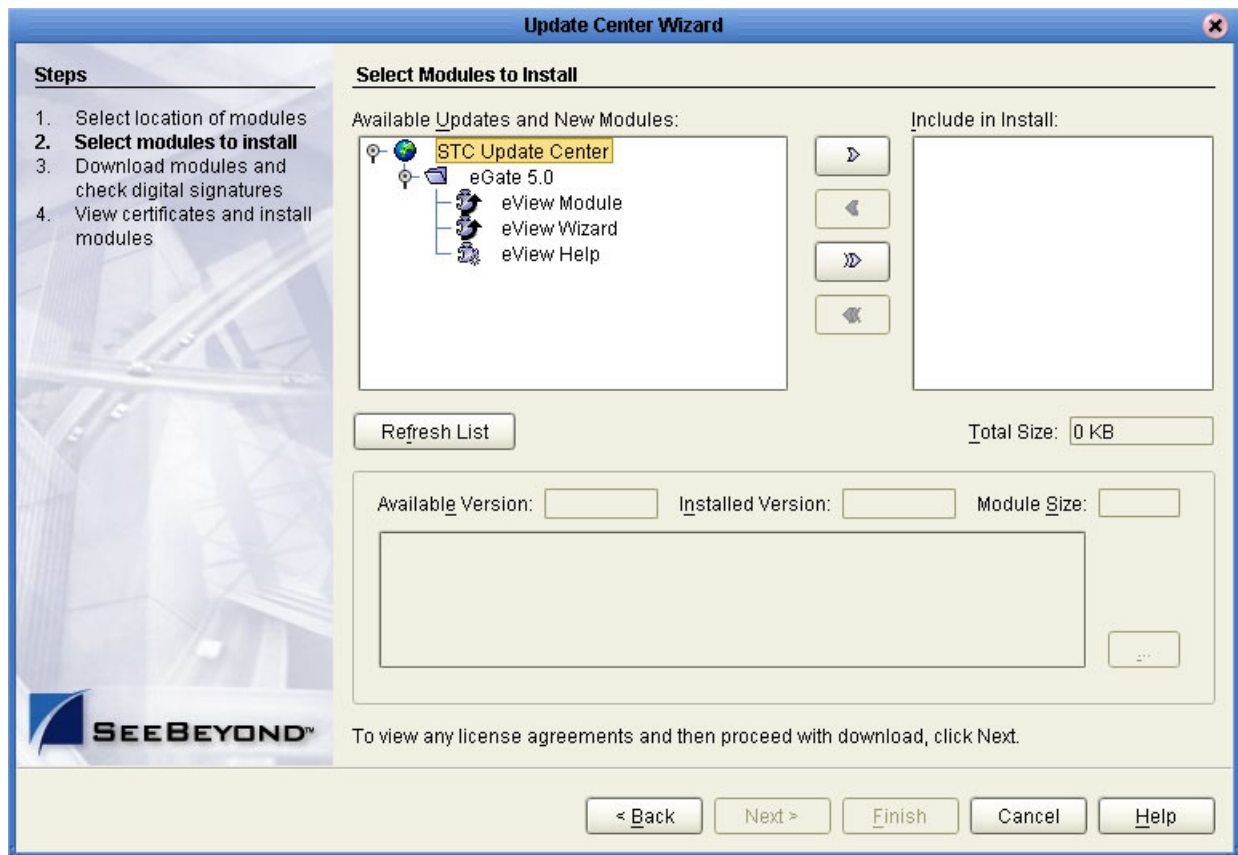 Update Center Wizard
Steps
1. Select location of modules
2. Select modules to install
3. Download modules and
check digital signatures
4. View certificates and install
modules
SEEBEYOND™
Select Modules to Install
Available Updates and New Modules:
STC Update Center
eGate 5.0
eView Module
eView Wizard
eView Help
Include in Install:
Refresh List
Total Size: 0 KB
Available Version:
Installed Version:
Module Size:
...
To view any license agreements and then proceed with download, click Next.
< Back
Next >
Finish
Cancel
Help